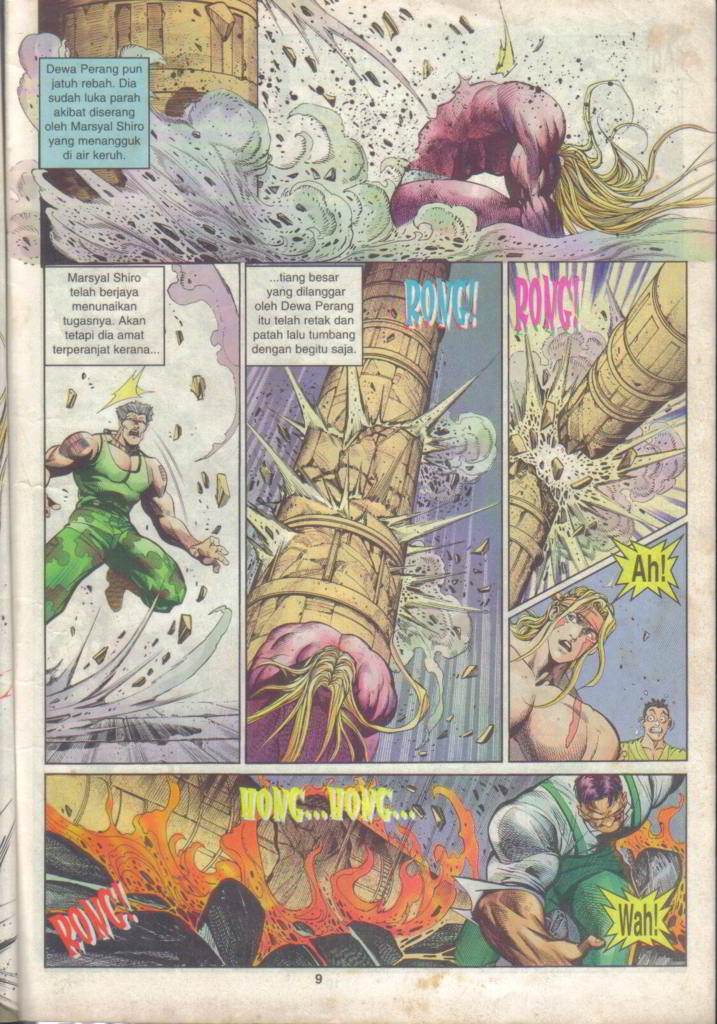 Dewa Perang pun
jatuh rebah. Dia
sudah luka parah
akibat diserang
oleh Marsyal Shiro
yang menangguk
di air keruh.
Marsyal Shiro
telah berjaya
menunaikan
tugasnya. Akan
tetapi dia amat
terperanjat kerana...
...tiang besar
yang dilanggar
oleh Dewa Perang
itu telah retak dan
patah lalu tumbang
dengan begitu saja.
RONG!
RONG!
Ah!
HONG...HONG...
RONG!
Wah!
9